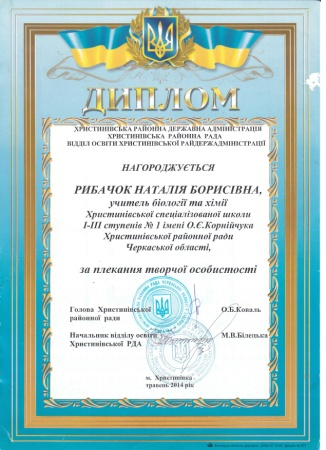 ДИПЛОМ
ХРИСТИНІВСЬКА РАЙОННА ДЕРЖАВНА АДМІНІСТРАЦІЯ
ХРИСТИНІВСЬКА РАЙОННА РАДА
ВІДДІЛ ОСВІТИ ХРИСТИНІВСЬКОЇ РАЙДЕРЖАДМІНІСТРАЦІЇ
НАГОРОДЖУЄТЬСЯ
РИБАЧОК НАТАЛІЯ БОРИСІВНА,
учитель біології та хімії
Христинівської спеціалізованої школи
І-ІІІ ступенів № 1 імені О.Є.Корнійчука
Христинівської районної ради
Черкаської області,
за плекання творчої особистості
Голова Христинівської О.Б.Коваль
районної ради
Начальник відділу освіти М.В.Білецька
Христинівської РДА
м. Христинівка
травень 2014 рік